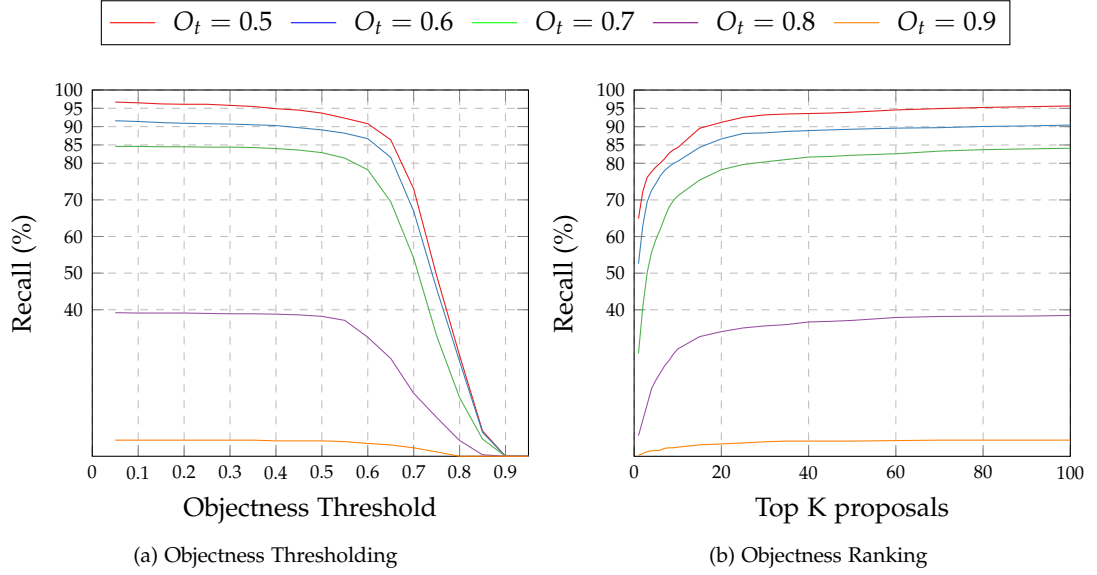 O_t = 0.5 O_t = 0.6 O_t = 0.7 O_t = 0.8 O_t = 0.9
100
95
90
85
80
70
60
50
40
Recall (%)
0 0.1 0.2 0.3 0.4 0.5 0.6 0.7 0.8 0.9
Objectness Threshold
(a) Objectness Thresholding
100
95
90
85
80
70
60
50
40
Recall (%)
20 40 60 80 100
Top K proposals
(b) Objectness Ranking